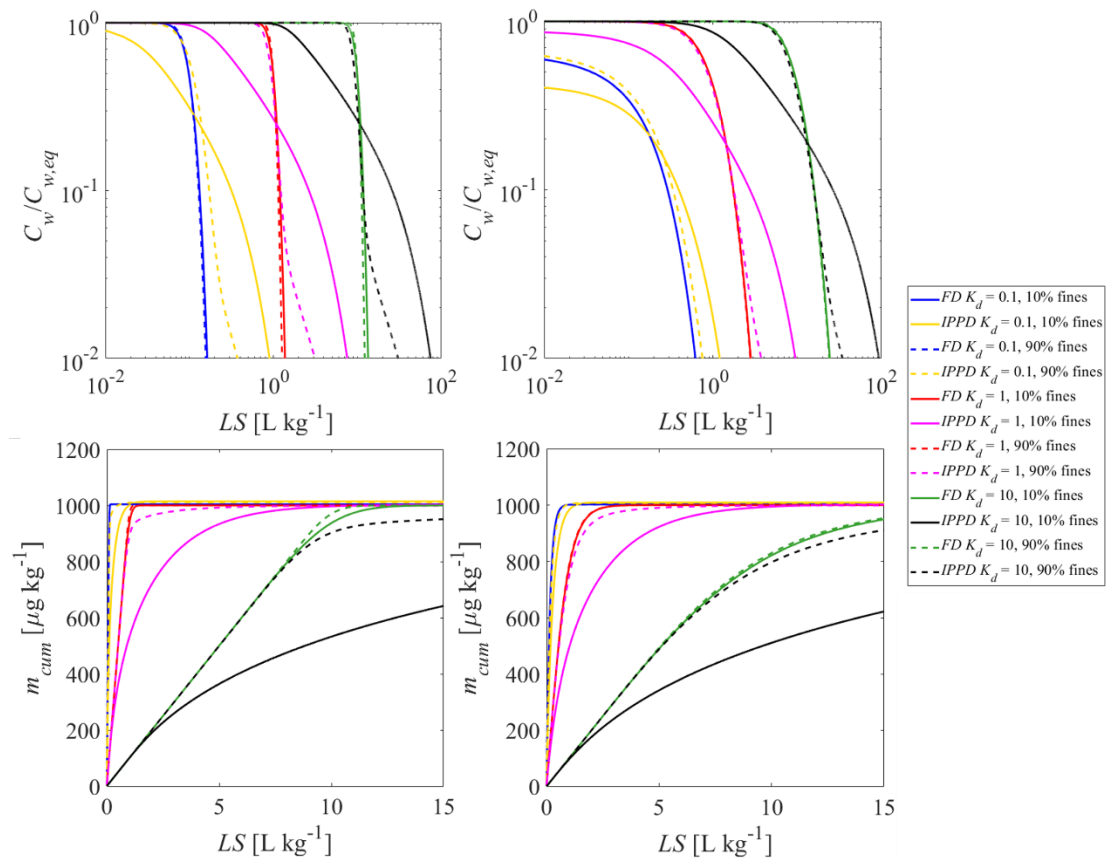 10^0
10^-1
10^-2
C_w/C_w,eq
10^-2
10^0
10^2
LS [L kg^-1]
10^0
10^-1
10^-2
C_w/C_w,eq
10^-2
10^0
10^2
LS [L kg^-1]
FD K_d = 0.1, 10% fines
IPPD K_d = 0.1, 10% fines
FD K_d = 0.1, 90% fines
IPPD K_d = 0.1, 90% fines
FD K_d = 1, 10% fines
IPPD K_d = 1, 10% fines
FD K_d = 1, 90% fines
IPPD K_d = 1, 90% fines
FD K_d = 10, 10% fines
IPPD K_d = 10, 10% fines
FD K_d = 10, 90% fines
IPPD K_d = 10, 90% fines
1200
1000
800
600
400
200
0
m_cum [µg kg^-1]
0 5 10 15
LS [L kg^-1]
1200
1000
800
600
400
200
0
m_cum [µg kg^-1]
0 5 10 15
LS [L kg^-1]